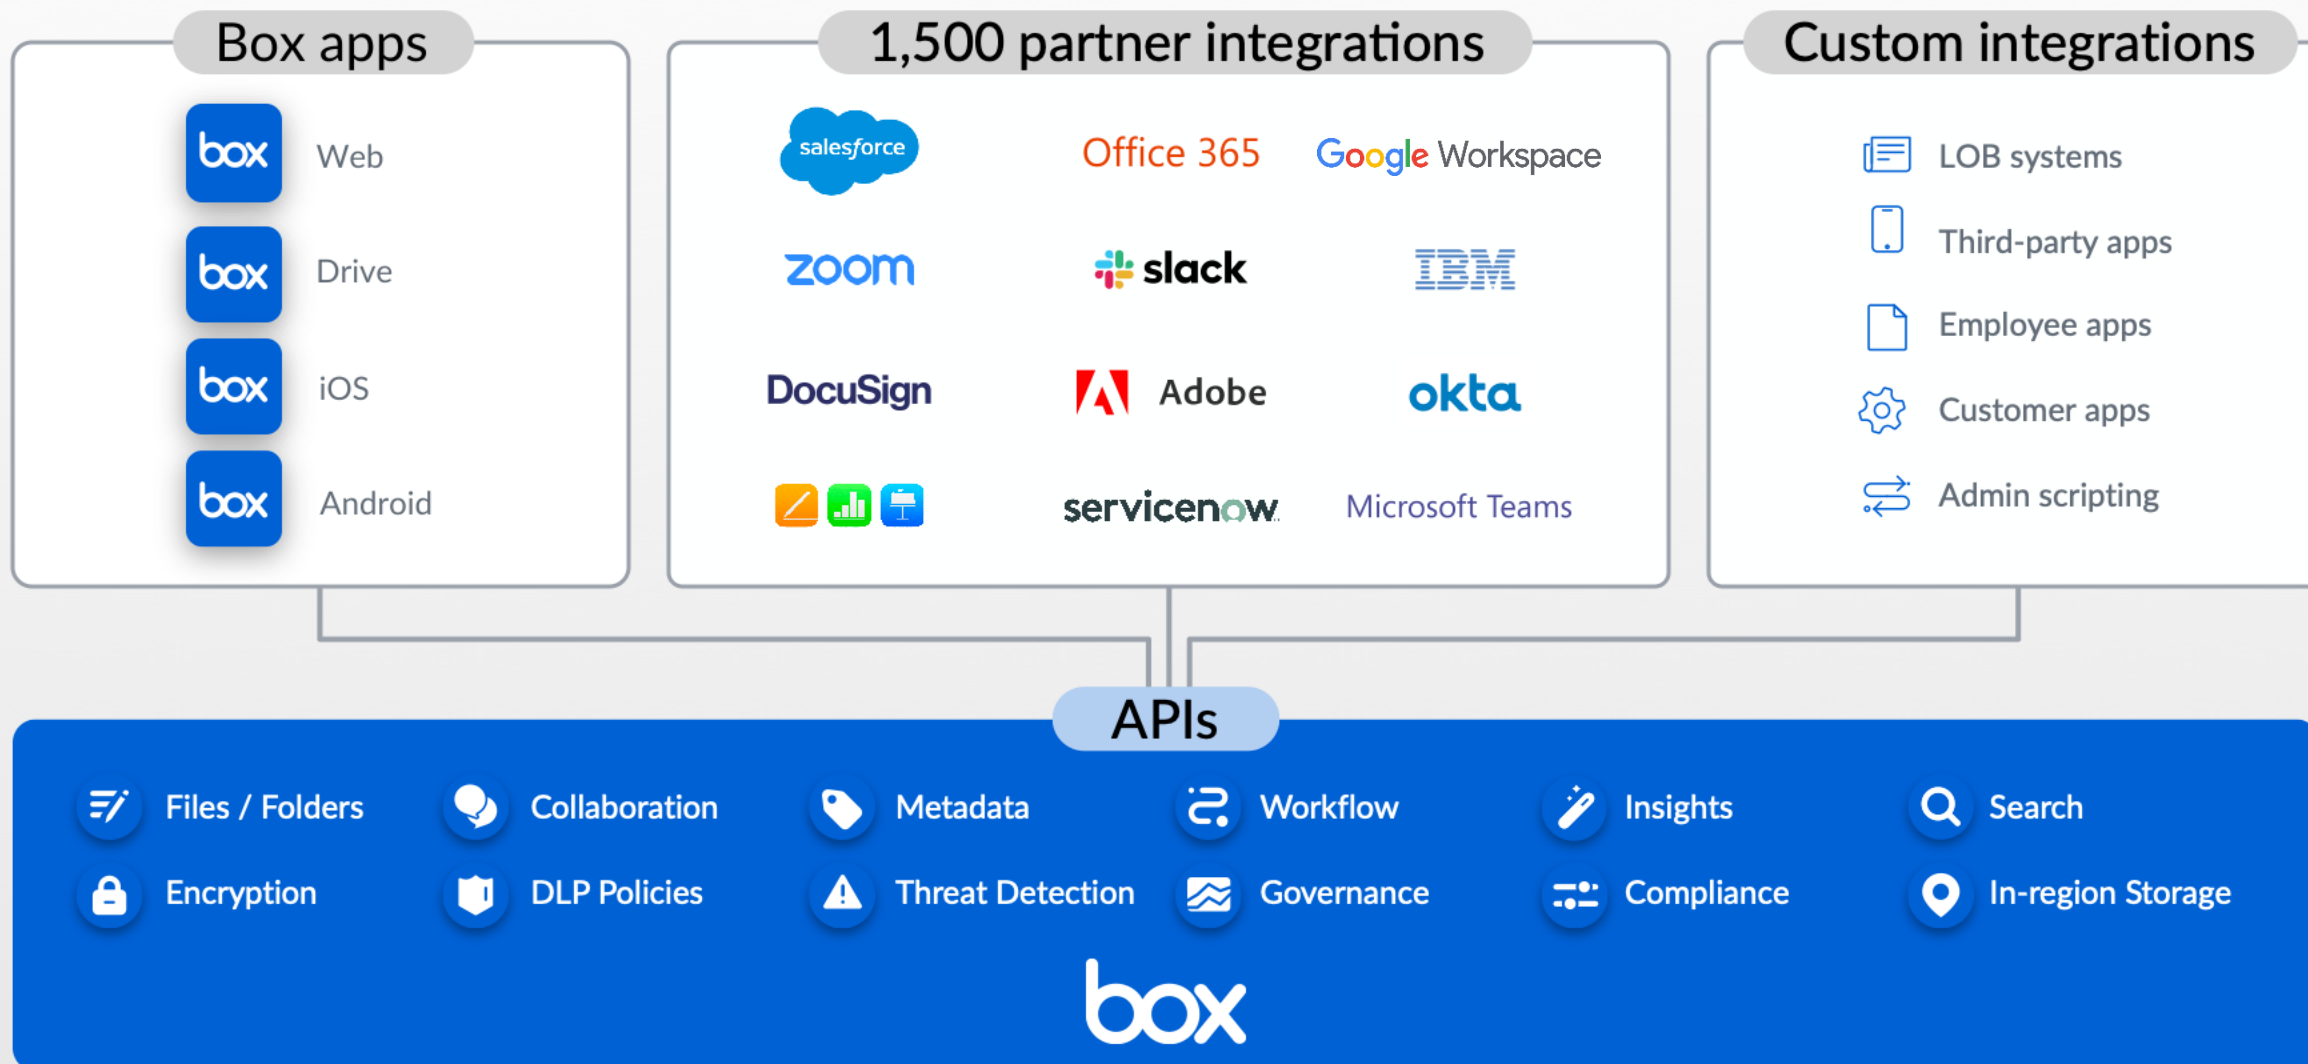 Box apps
box Web
box Drive
box iOS
box Android
1,500 partner integrations
salesforce Office 365 Google Workspace
zoom slack IBM
DocuSign Adobe okta
servicenow Microsoft Teams
Custom integrations
LOB systems
Third-party apps
Employee apps
Customer apps
Admin scripting
APIs
Files / Folders Collaboration Metadata Workflow Insights Search
Encryption DLP Policies Threat Detection Governance Compliance In-region Storage
box